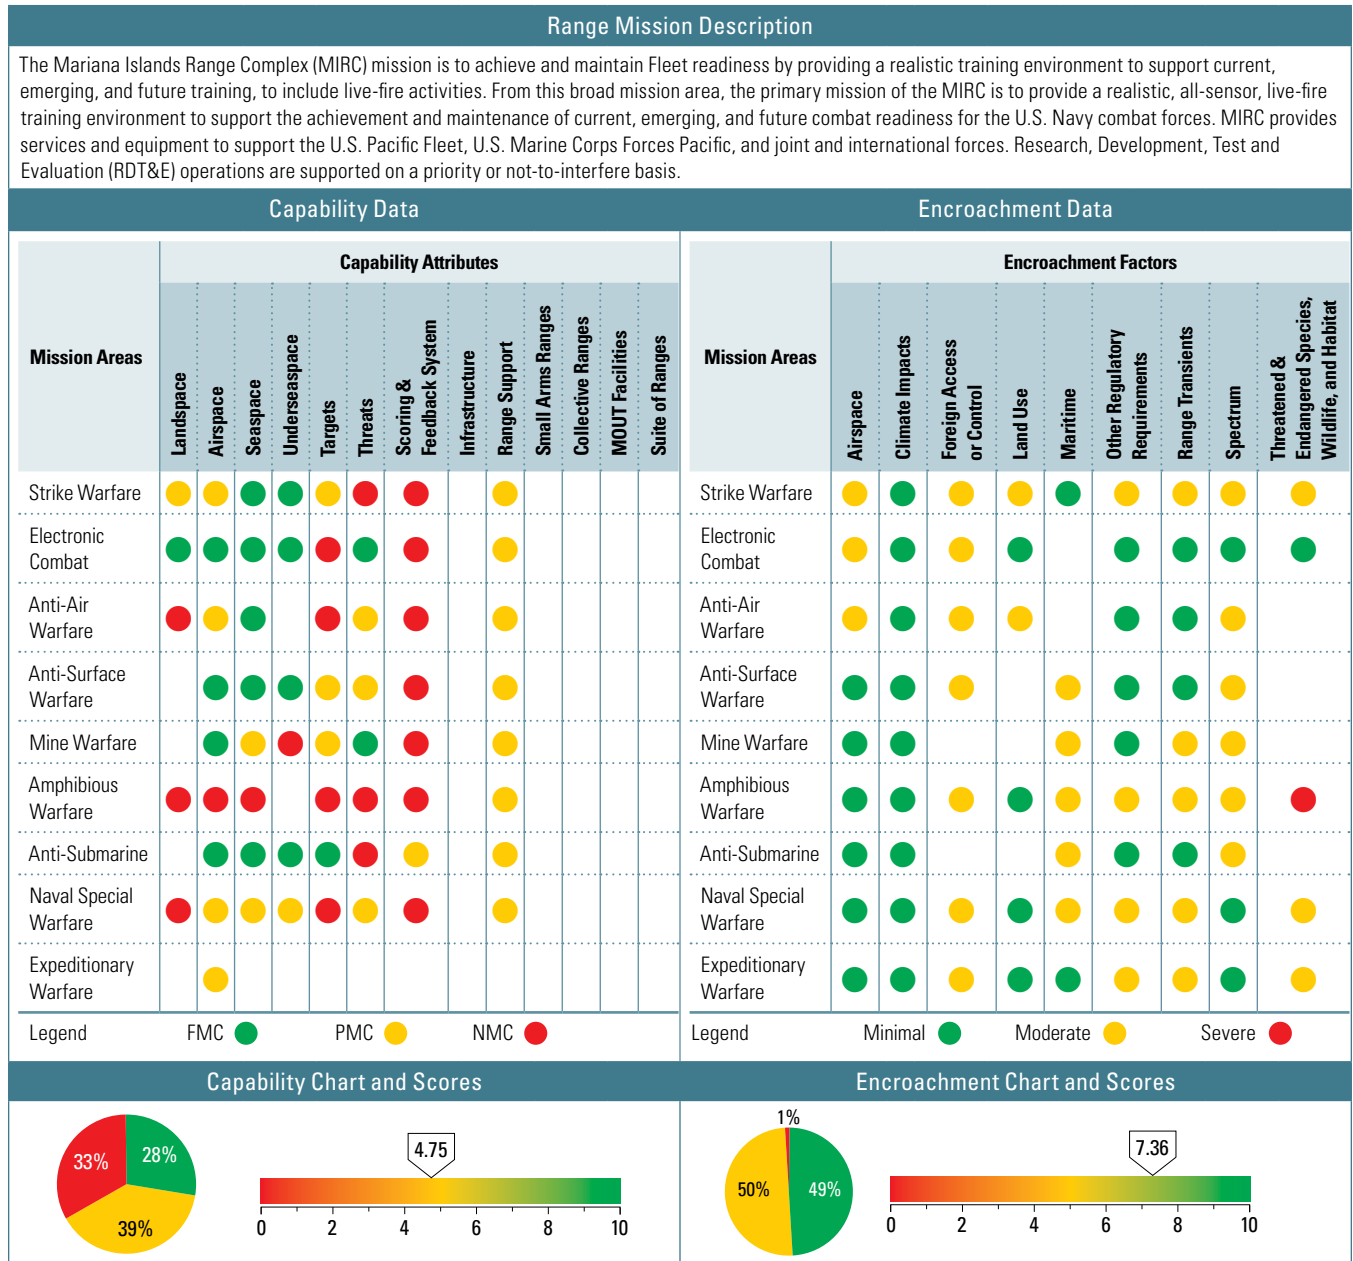 Range Mission Description
The Mariana Islands Range Complex (MIRC) mission is to achieve and maintain Fleet readiness by providing a realistic training environment to support current,
emerging, and future training, to include live-fire activities. From this broad mission area, the primary mission of the MIRC is to provide a realistic, all-sensor, live-fire
training environment to support the achievement and maintenance of current, emerging, and future combat readiness for the U.S. Navy combat forces. MIRC provides
services and equipment to support the U.S. Pacific Fleet, U.S. Marine Corps Forces Pacific, and joint and international forces. Research, Development, Test and
Evaluation (RDT&E) operations are supported on a priority or not-to-interfere basis.
Capability Data
Capability Attributes
Mission Areas
Landspace
Airspace
Seaspace
Underseaspace
Targets
Threats
Scoring &
Feedback System
Infrastructure
Range Support
Small Arms Ranges
Collective Ranges
MOUT Facilities
Suite of Ranges
Strike Warfare
Electronic
Combat
Anti-Air
Warfare
Anti-Surface
Warfare
Mine Warfare
Amphibious
Warfare
Anti-Submarine
Naval Special
Warfare
Expeditionary
Warfare
Legend FMC PMC NMC
Encroachment Data
Encroachment Factors
Mission Areas
Airspace
Climate Impacts
Foreign Access
or Control
Land Use
Maritime
Other Regulatory
Requirements
Range Transients
Spectrum
Threatened &
Endangered Species,
Wildlife, and Habitat
Strike Warfare
Electronic
Combat
Anti-Air
Warfare
Anti-Surface
Warfare
Mine Warfare
Amphibious
Warfare
Anti-Submarine
Naval Special
Warfare
Expeditionary
Warfare
Legend Minimal Moderate Severe
Capability Chart and Scores
33%
28%
39%
4.75
0 2 4 6 8 10
Encroachment Chart and Scores
1%
50%
49%
7.36
0 2 4 6 8 10